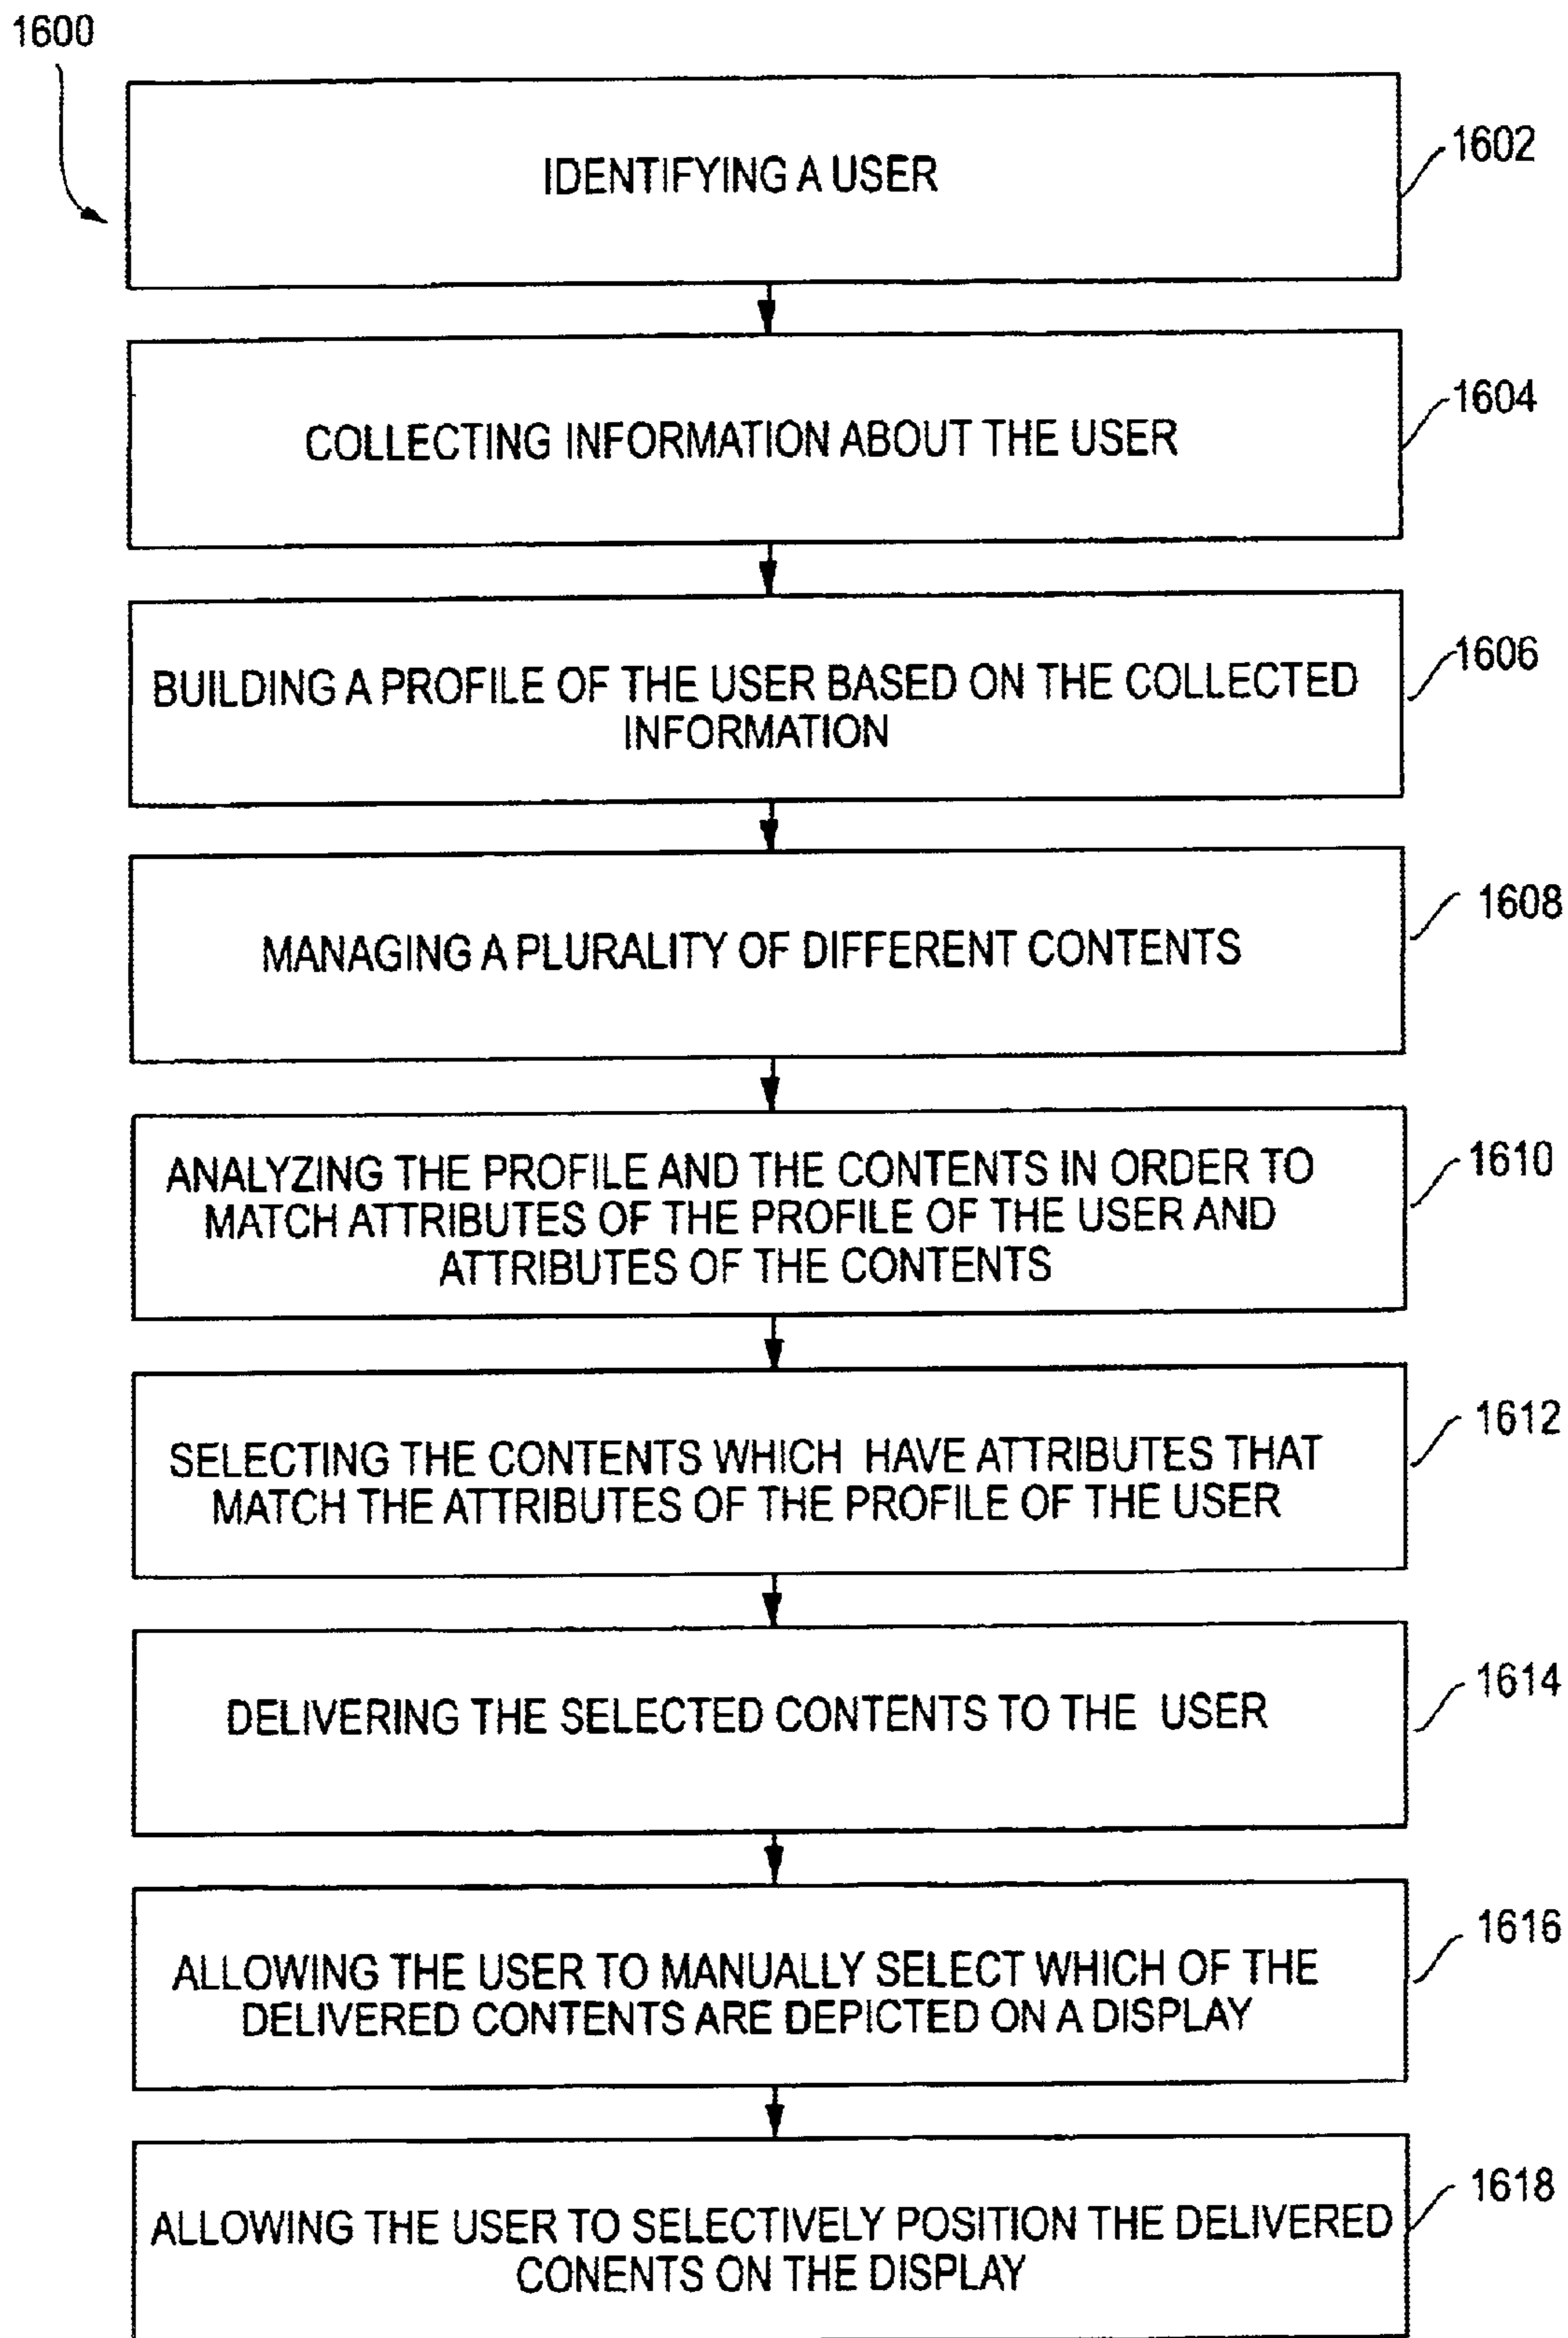 1600
IDENTIFYING A USER
1602
COLLECTING INFORMATION ABOUT THE USER
1604
BUILDING A PROFILE OF THE USER BASED ON THE COLLECTED
INFORMATION
1606
MANAGING A PLURALITY OF DIFFERENT CONTENTS
1608
ANALYZING THE PROFILE AND THE CONTENTS IN ORDER TO
MATCH ATTRIBUTES OF THE PROFILE OF THE USER AND
ATTRIBUTES OF THE CONTENTS
1610
SELECTING THE CONTENTS WHICH HAVE ATTRIBUTES THAT
MATCH THE ATTRIBUTES OF THE PROFILE OF THE USER
1612
DELIVERING THE SELECTED CONTENTS TO THE USER
1614
ALLOWING THE USER TO MANUALLY SELECT WHICH OF THE
DELIVERED CONTENTS ARE DEPICTED ON A DISPLAY
1616
ALLOWING THE USER TO SELECTIVELY POSITION THE DELIVERED
CONENTS ON THE DISPLAY
1618